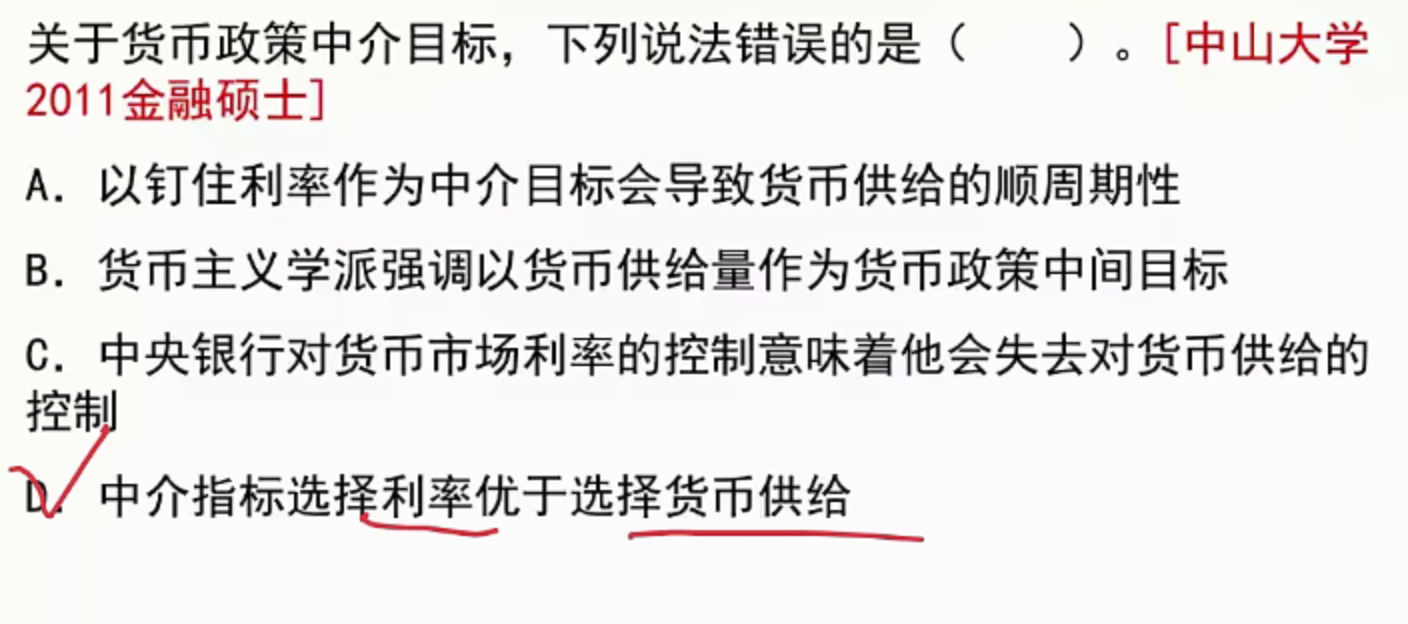 关于货币政策中介目标，下列说法错误的是（　　）。[中山大学
2011金融硕士]
A. 以钉住利率作为中介目标会导致货币供给的顺周期性
B. 货币主义学派强调以货币供给量作为货币政策中间目标
C. 中央银行对货币市场利率的控制意味着他会失去对货币供给的
控制
D. 中介指标选择利率优于选择货币供给